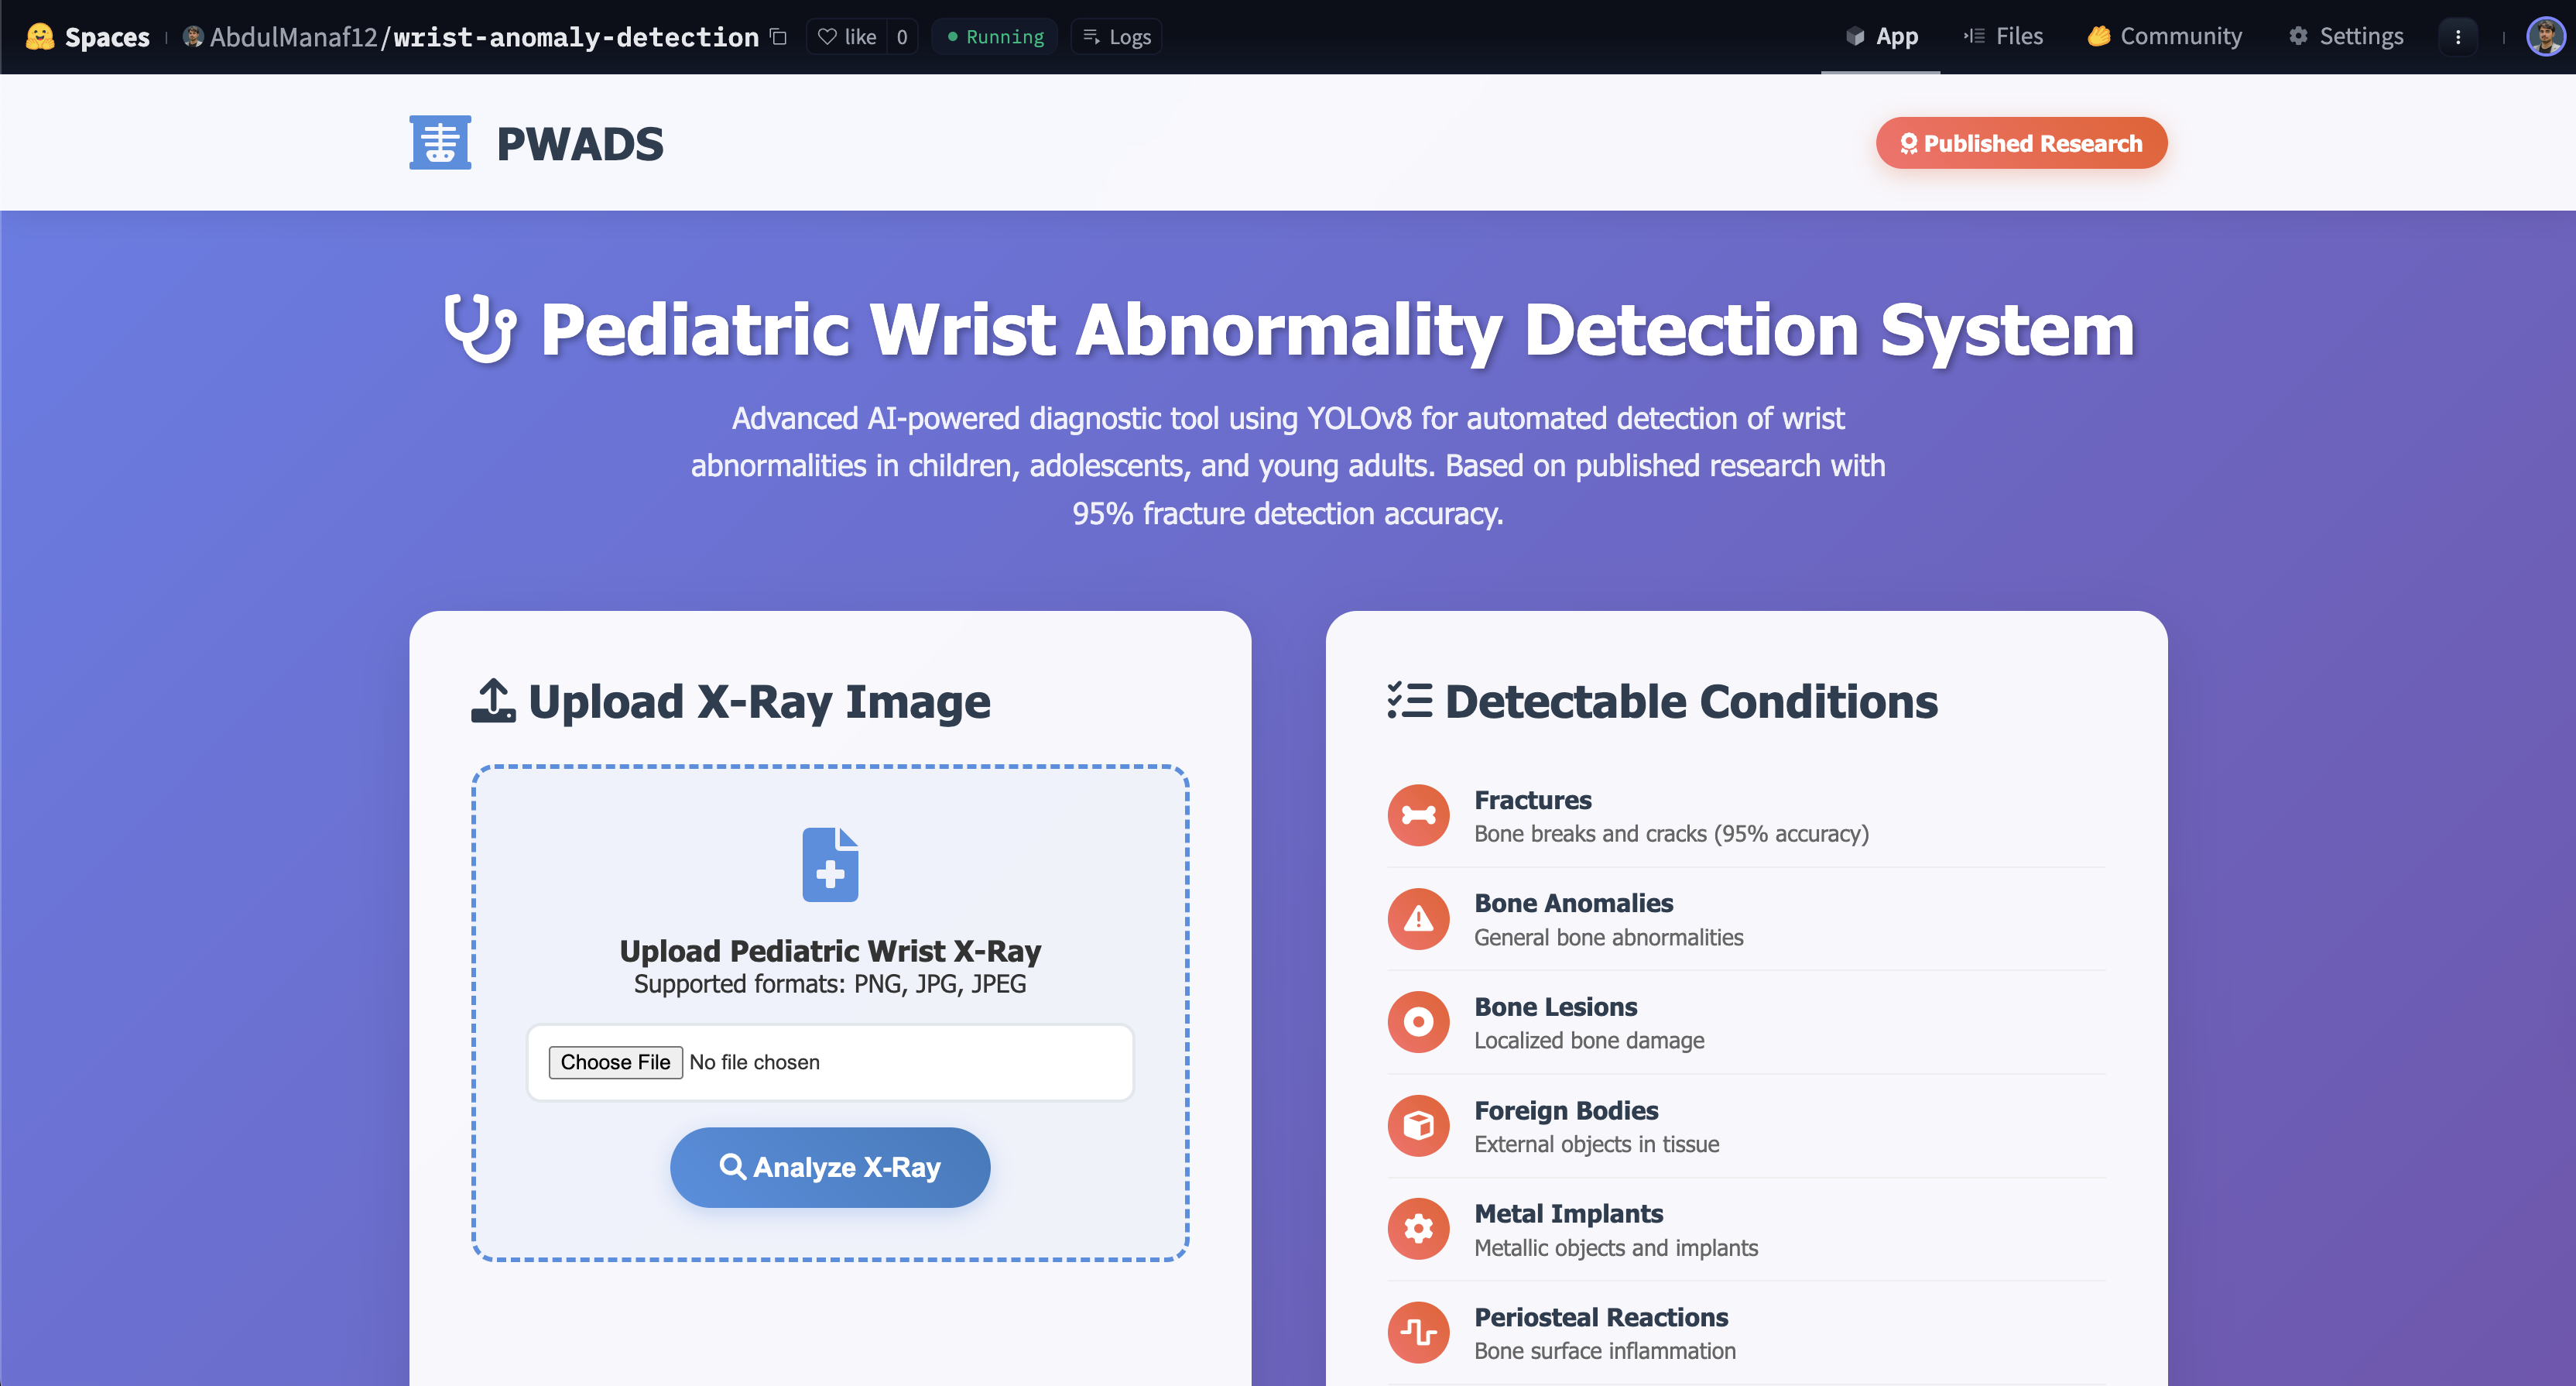 Spaces AbdulManaf12/wrist-anomaly-detection like 0 Running Logs App Files Community Settings
PWADS Published Research
Pediatric Wrist Abnormality Detection System
Advanced AI-powered diagnostic tool using YOLOv8 for automated detection of wrist
abnormalities in children, adolescents, and young adults. Based on published research with
95% fracture detection accuracy.
Upload X-Ray Image
Upload Pediatric Wrist X-Ray
Supported formats: PNG, JPG, JPEG
Choose File No file chosen
Analyze X-Ray
Detectable Conditions
Fractures
Bone breaks and cracks (95% accuracy)
Bone Anomalies
General bone abnormalities
Bone Lesions
Localized bone damage
Foreign Bodies
External objects in tissue
Metal Implants
Metallic objects and implants
Periosteal Reactions
Bone surface inflammation